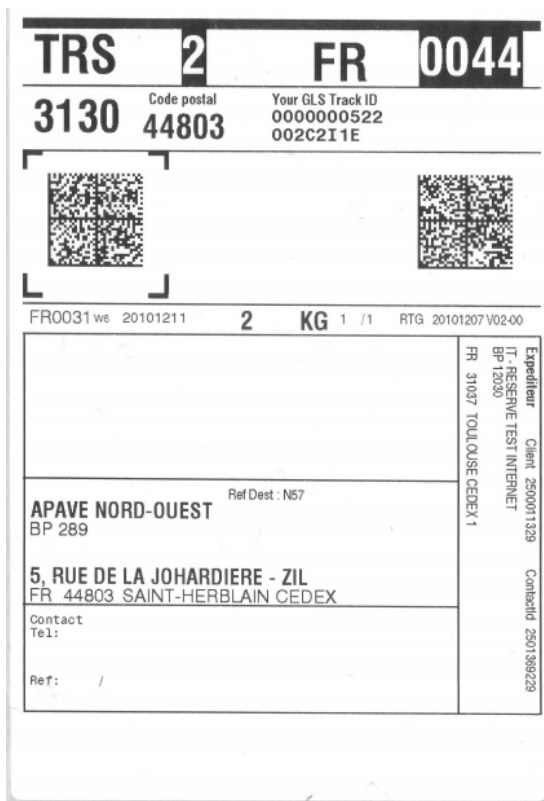 TRS 2 FR 0044
3130
Code postal
44803
Your GLS Track ID
0000000522
002C2I1E
FR0031 W6 20101211 2 KG 1 /1 RTG 20101207 V02-00
Ref Dest : N57
APAVE NORD-OUEST
BP 289
5, RUE DE LA JOHARDIERE - ZIL
FR 44803 SAINT-HERBLAIN CEDEX
Contact
Tel:
Ref: /
Expediteur Client 2500011329 ContactId 2501369229
IT - RESERVE TEST INTERNET
BP 12030
FR 31037 TOULOUSE CEDEX 1